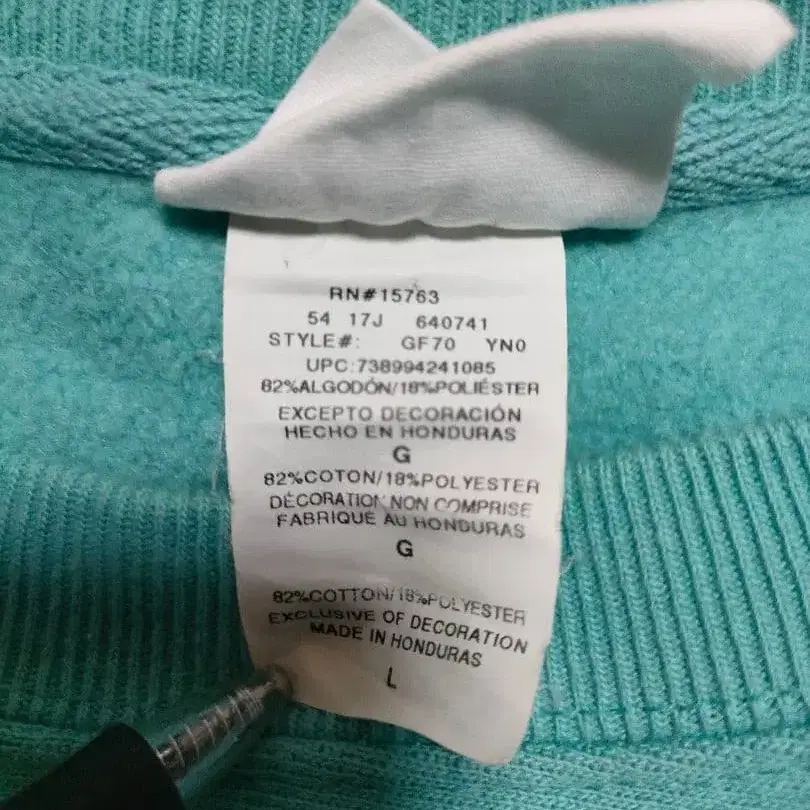 RN#15763
54 17J 640741
STYLE#: GF70 YN0
UPC:738994241085
82%ALGODÓN/18%POLIÉSTER
EXCEPTO DECORACIÓN
HECHO EN HONDURAS
G
82%COTON/18%POLYESTER
DÉCORATION NON COMPRISE
FABRIQUÉ AU HONDURAS
G
82%COTTON/18%POLYESTER
EXCLUSIVE OF DECORATION
MADE IN HONDURAS
L